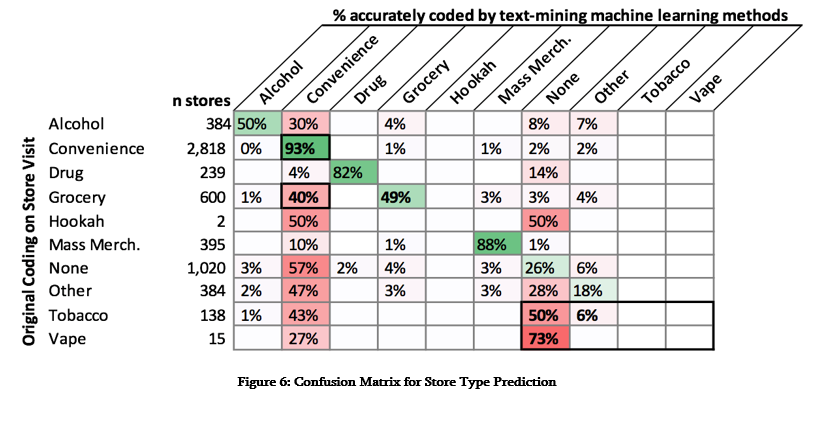 % accurately coded by text-mining machine learning methods
n stores Alcohol Convenience Drug Grocery Hookah Mass Merch. None Other Tobacco Vape
Original Coding on Store Visit
Alcohol 384 50% 30% 4% 8% 7%
Convenience 2,818 0% 93% 1% 1% 2% 2%
Drug 239 4% 82% 14%
Grocery 600 1% 40% 49% 3% 3% 4%
Hookah 2 50% 50%
Mass Merch. 395 10% 1% 88% 1%
None 1,020 3% 57% 2% 4% 3% 26% 6%
Other 384 2% 47% 3% 3% 28% 18%
Tobacco 138 1% 43% 50% 6%
Vape 15 27% 73%
Figure 6: Confusion Matrix for Store Type Prediction